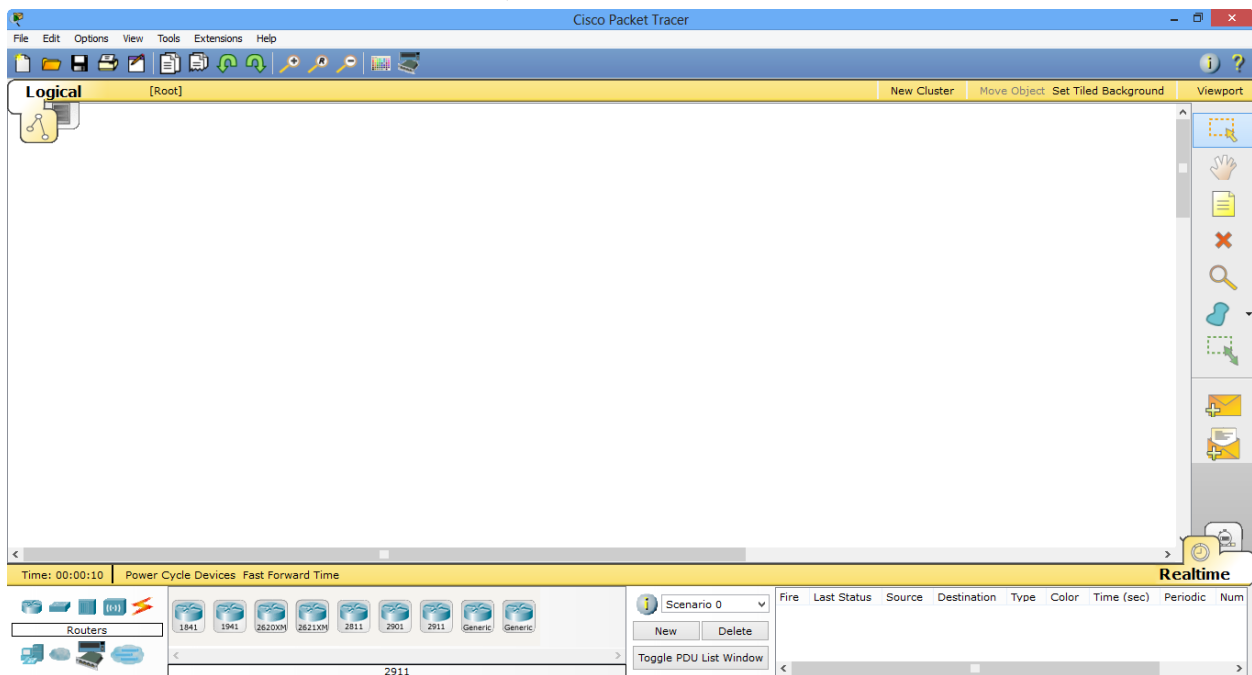 Cisco Packet Tracer
File Edit Options View Tools Extensions Help
Logical [Root] New Cluster Move Object Set Tiled Background Viewport
Time: 00:00:10 Power Cycle Devices Fast Forward Time Realtime
Routers
1841 1941 2620XM 2621XM 2811 2901 2911 Generic Generic
2911
Scenario 0
New Delete
Toggle PDU List Window
Fire Last Status Source Destination Type Color Time (sec) Periodic Num